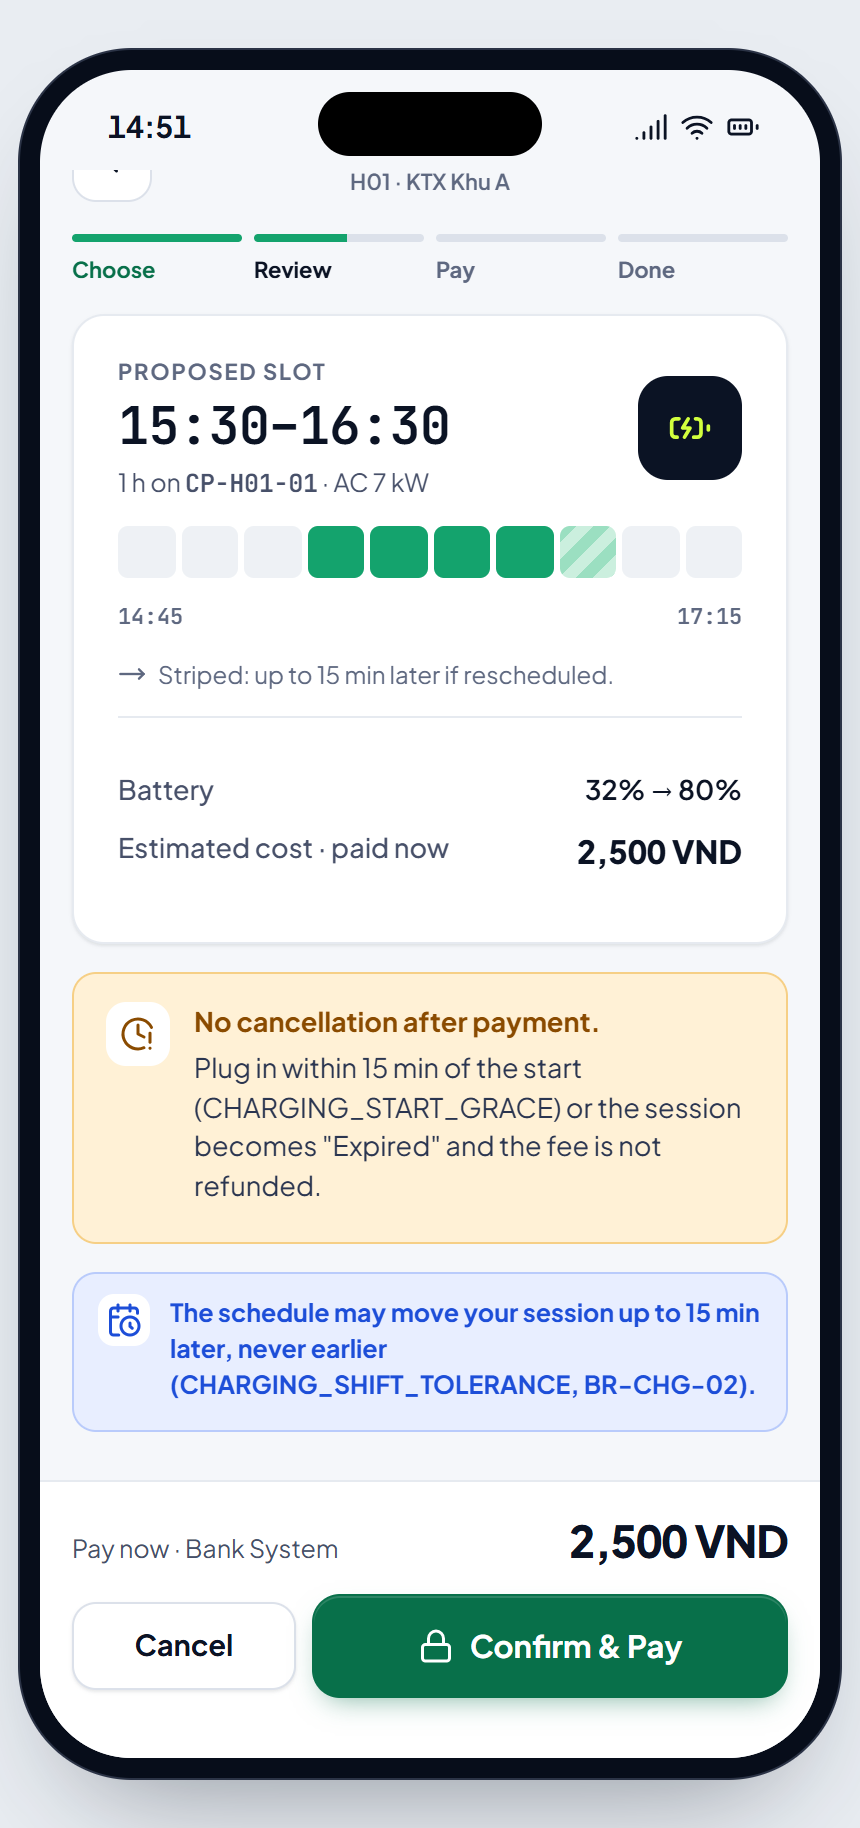 14:51
H01 · KTX Khu A
Choose
Review
Pay
Done
PROPOSED SLOT
15:30–16:30
1 h on CP-H01-01 · AC 7 kW
14:45
17:15
→ Striped: up to 15 min later if rescheduled.
Battery
32% → 80%
Estimated cost · paid now
2,500 VND
No cancellation after payment.
Plug in within 15 min of the start
(CHARGING_START_GRACE) or the session
becomes "Expired" and the fee is not
refunded.
The schedule may move your session up to 15 min
later, never earlier
(CHARGING_SHIFT_TOLERANCE, BR-CHG-02).
Pay now · Bank System
2,500 VND
Cancel
Confirm & Pay